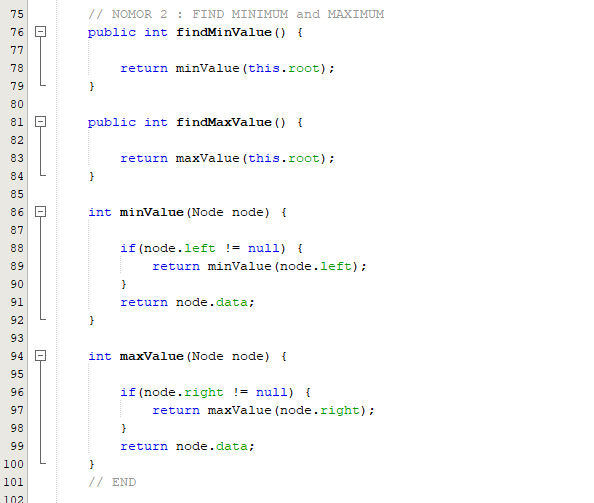 75 // NOMOR 2 : FIND MINIMUM and MAXIMUM
76 public int findMinValue() {
77
78 return minValue(this.root);
79 }
80
81 public int findMaxValue() {
82
83 return maxValue(this.root);
84 }
85
86 int minValue(Node node) {
87
88 if(node.left != null) {
89 return minValue(node.left);
90 }
91 return node.data;
92 }
93
94 int maxValue(Node node) {
95
96 if(node.right != null) {
97 return maxValue(node.right);
98 }
99 return node.data;
100 }
101 // END
102